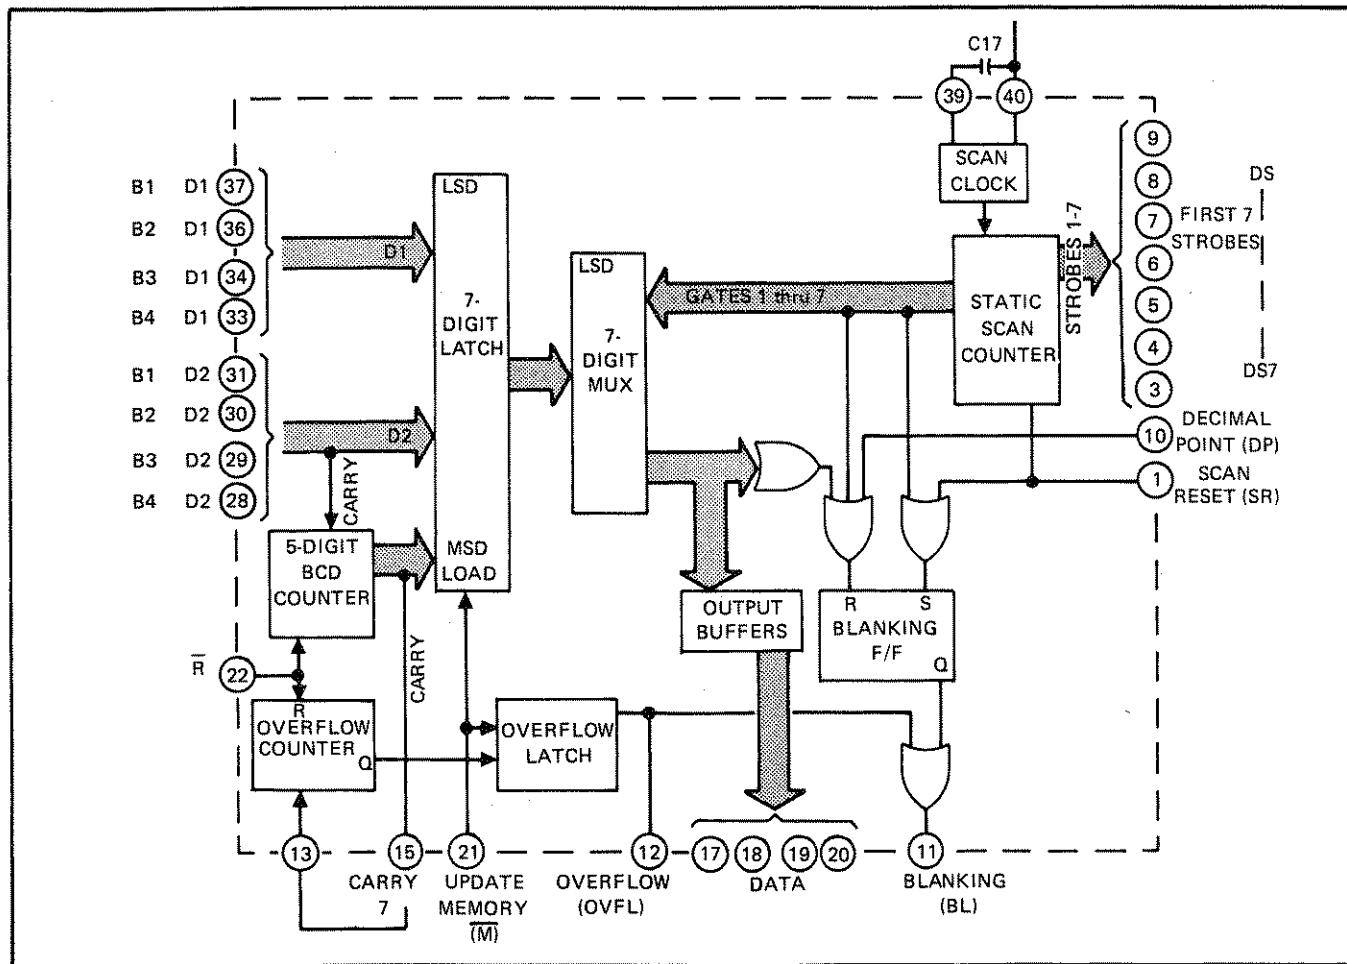 C17
39 40
9
SCAN
CLOCK
8
DS
B1 D1 37
LSD
7
FIRST 7
STROBES
B2 D1 36
D1
LSD
6
STROBES 1-7
B3 D1 34
GATES 1 thru 7
STATIC
SCAN
COUNTER
5
B4 D1 33
7-
DIGIT
LATCH
7-
DIGIT
MUX
4
B1 D2 31
DS7
3
B2 D2 30
D2
10
DECIMAL
POINT (DP)
B3 D2 29
1
SCAN
RESET (SR)
B4 D2 28
CARRY
5-DIGIT
BCD
COUNTER
MSD
LOAD
OUTPUT
BUFFERS
R S
BLANKING
F/F
Q
R
22
CARRY
R
OVERFLOW
COUNTER
Q
OVERFLOW
LATCH
13 15 21 12 17 18 19 20 11
CARRY
7
UPDATE
MEMORY
(M)
OVERFLOW
(OVFL)
DATA
BLANKING
(BL)